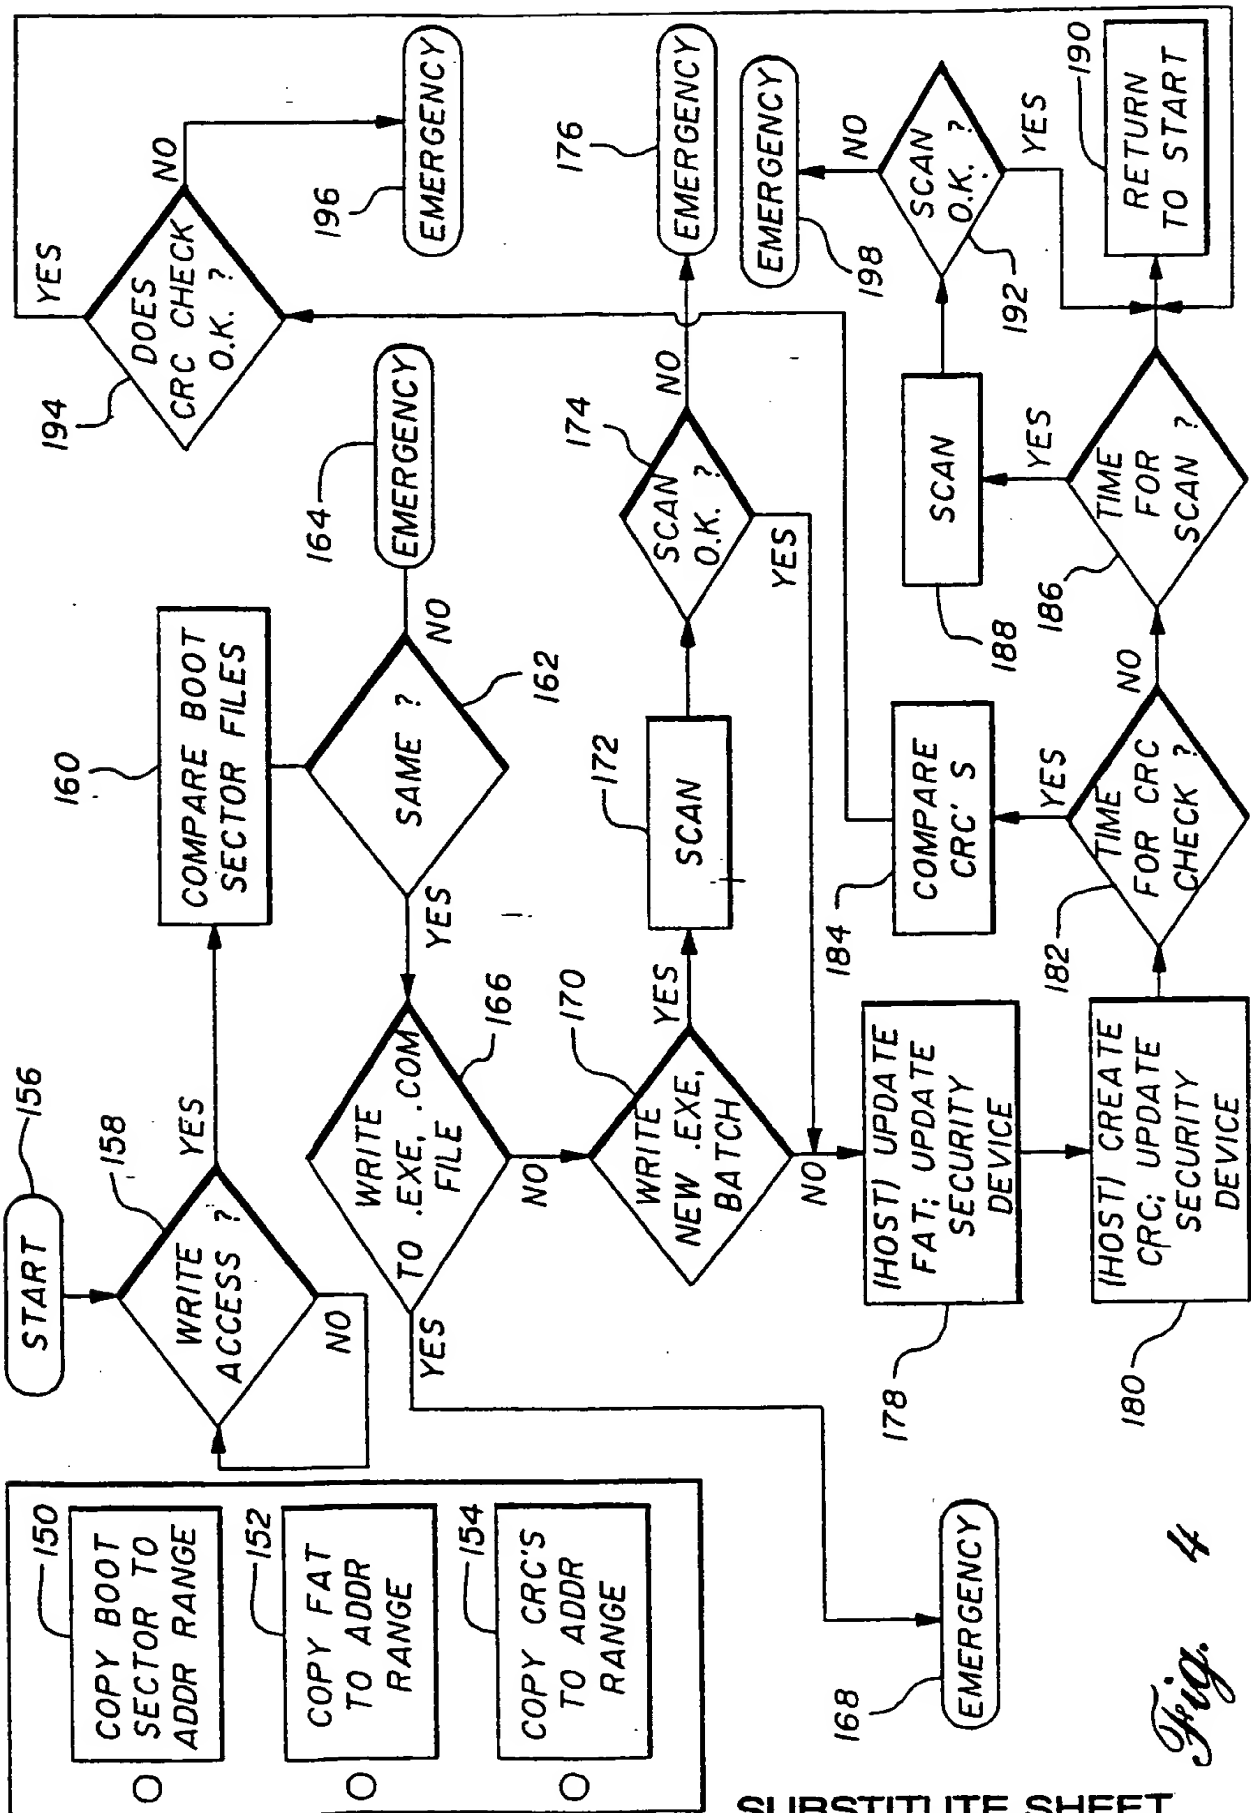 150
COPY BOOT
SECTOR TO
ADDR RANGE
152
COPY FAT
TO ADDR
RANGE
154
COPY CRC'S
TO ADDR
RANGE
START
156
158
WRITE
ACCESS ?
YES
NO
160
COMPARE BOOT
SECTOR FILES
SAME ?
162
NO
YES
164
EMERGENCY
WRITE
TO .EXE, .COM
FILE
166
YES
NO
168
EMERGENCY
170
WRITE
NEW .EXE,
BATCH
YES
NO
172
SCAN
174
SCAN
O.K. ?
NO
YES
176
EMERGENCY
178
(HOST) UPDATE
FAT; UPDATE
SECURITY
DEVICE
180
(HOST) CREATE
CRC; UPDATE
SECURITY
DEVICE
182
TIME
FOR CRC
CHECK ?
YES
NO
184
COMPARE
CRC' S
186
TIME
FOR
SCAN ?
YES
188
SCAN
190
RETURN
TO START
192
SCAN
O.K. ?
NO
YES
194
DOES
CRC CHECK
O.K. ?
YES
NO
196
EMERGENCY
198
EMERGENCY
Fig. 4
SUBSTITUTE SHEET